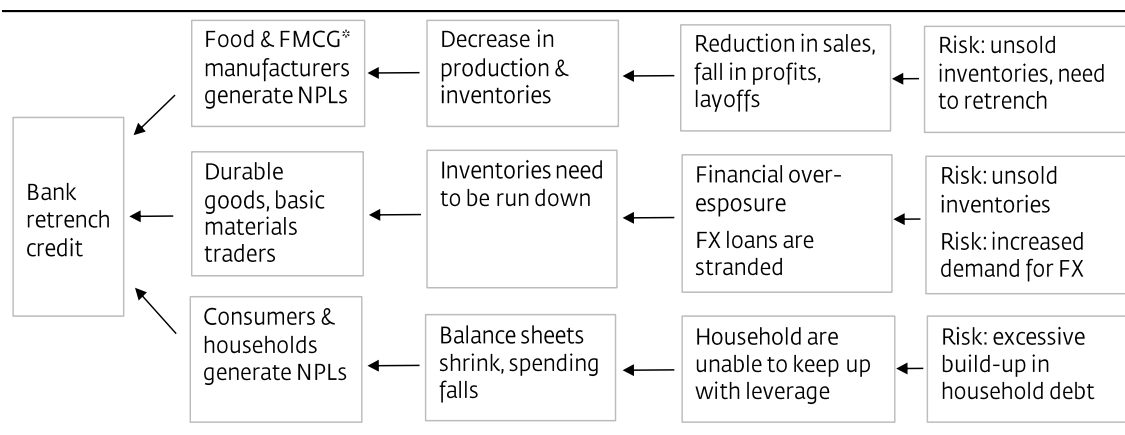 Food & FMCG*
manufacturers
generate NPLs
Decrease in
production &
inventories
Reduction in sales,
fall in profits,
layoffs
Risk: unsold
inventories, need
to retrench
Bank
retrench
credit
Durable
goods, basic
materials
traders
Inventories need
to be run down
Financial over-
esposure
FX loans are
stranded
Risk: unsold
inventories
Risk: increased
demand for FX
Consumers &
households
generate NPLs
Balance sheets
shrink, spending
falls
Household are
unable to keep up
with leverage
Risk: excessive
build-up in
household debt